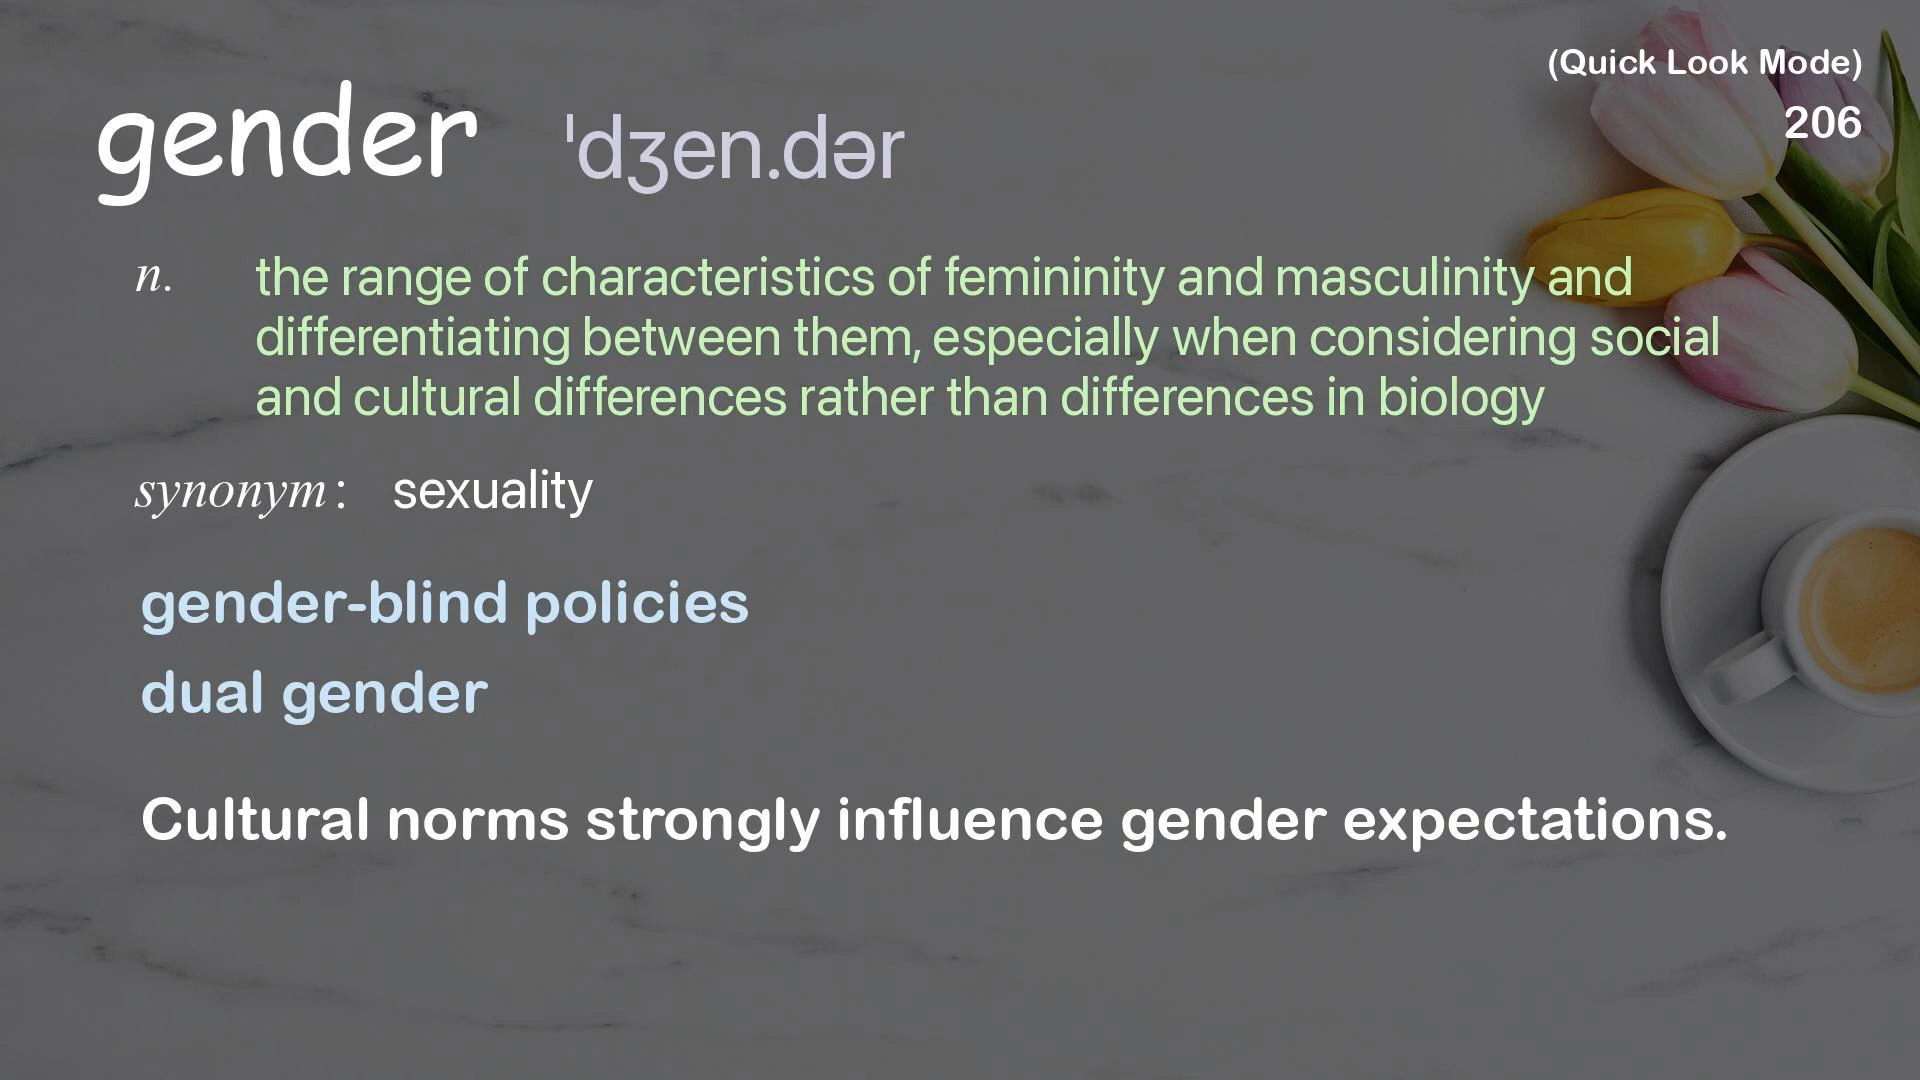 (Quick Look Mode)
206
gender ˈdʒen.dər
n. the range of characteristics of femininity and masculinity and
differentiating between them, especially when considering social
and cultural differences rather than differences in biology
synonym: sexuality
gender-blind policies
dual gender
Cultural norms strongly influence gender expectations.